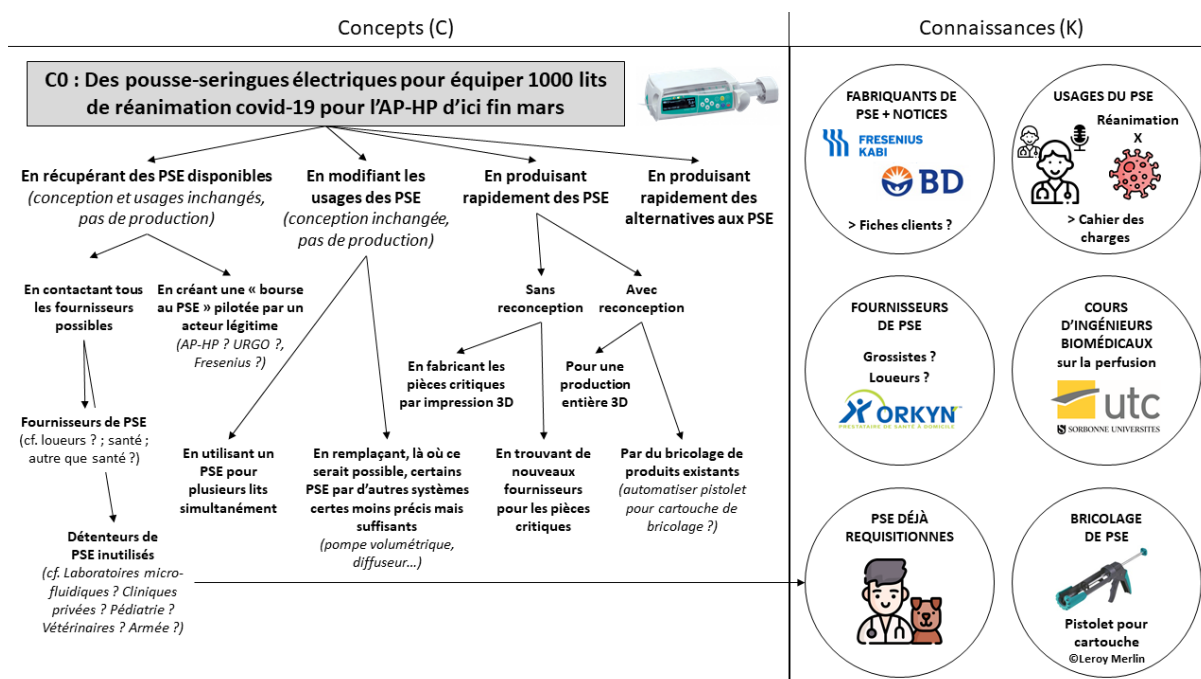 Concepts (C)
Connaissances (K)
C0 : Des pousse-seringues électriques pour équiper 1000 lits
de réanimation covid-19 pour l'AP-HP d'ici fin mars
En récupérant des PSE disponibles
(conception et usages inchangés,
pas de production)
En modifiant les
usages des PSE
(conception inchangée,
pas de production)
En produisant
rapidement des PSE
En produisant
rapidement des
alternatives aux PSE
En contactant tous
les fournisseurs
possibles
En créant une « bourse
au PSE » pilotée par un
acteur légitime
(AP-HP ? URGO ?,
Fresenius ?)
Sans
reconception
Avec
reconception
En fabricant les
pièces critiques
par impression 3D
Pour une
production
entière 3D
Fournisseurs de PSE
(cf. loueurs ? ; santé ;
autre que santé ?)
En utilisant un
PSE pour
plusieurs lits
simultanément
En remplaçant, là où ce
serait possible, certains
PSE par d'autres systèmes
certes moins précis mais
suffisants
(pompe volumétrique,
diffuseur...)
En trouvant de
nouveaux
fournisseurs
pour les pièces
critiques
Par du bricolage de
produits existants
(automatiser pistolet
pour cartouche de
bricolage ?)
Détenteurs de
PSE inutilisés
(cf. Laboratoires micro-
fluidiques ? Cliniques
privées ? Pédiatrie ?
Vétérinaires ? Armée ?)
FABRIQUANTS DE
PSE + NOTICES
FRESENIUS
KABI
BD
> Fiches clients ?
USAGES DU PSE
Réanimation
X
> Cahier des
charges
FOURNISSEURS
DE PSE
Grossistes ?
Loueurs ?
ORKYN'
PRESTATAIRE DE SANTÉ À DOMICILE
COURS
D'INGÉNIEURS
BIOMÉDICAUX
sur la perfusion
utc
SORBONNE UNIVERSITES
PSE DÉJÀ
REQUISITIONNES
BRICOLAGE
DE PSE
Pistolet pour
cartouche
©Leroy Merlin